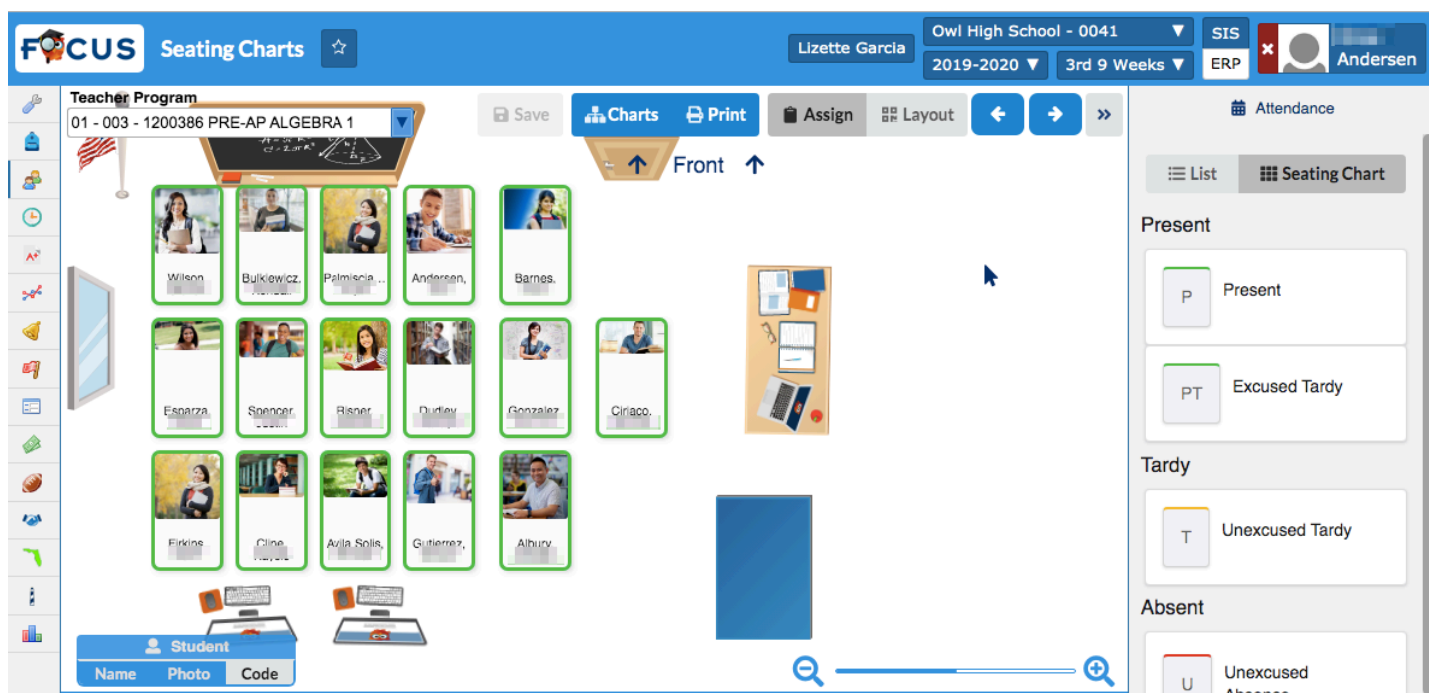 FOCUS Seating Charts
Lizette Garcia
Owl High School - 0041
2019-2020
3rd 9 Weeks
SIS
ERP
Andersen
Teacher Program
01 - 003 - 1200386 PRE-AP ALGEBRA 1
Save
Charts
Print
Assign
Layout
»
Front
Wilson
Bulkiewicz,
Palmiscia...
Andersen,
Barnes,
Esparza
Spencer
Risner
Dudley
Gonzalez
Ciriaco,
Cline
Avila Solis,
Gutierrez,
Albury
Student
Name Photo Code
Attendance
List
Seating Chart
Present
P Present
PT Excused Tardy
Tardy
T Unexcused Tardy
Absent
U Unexcused